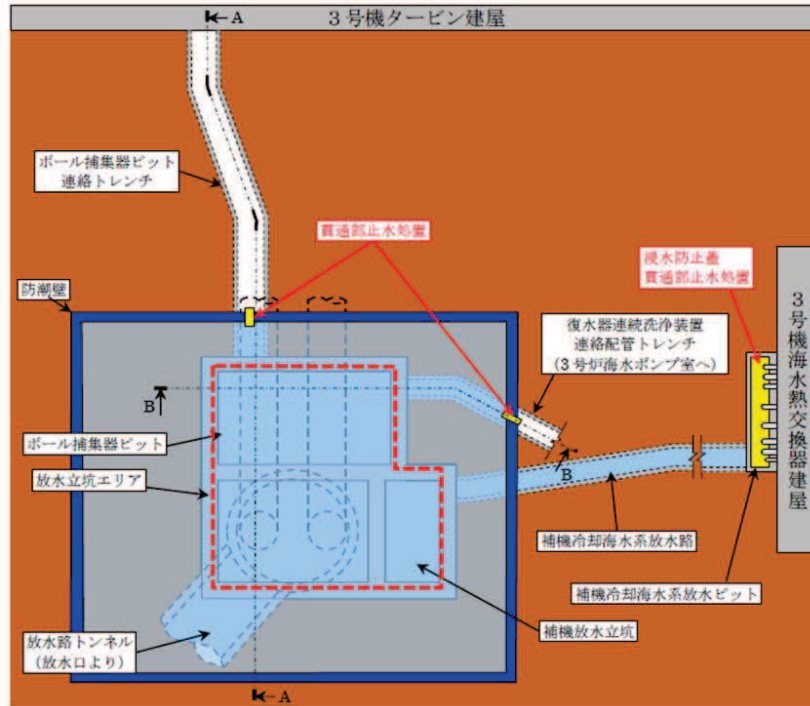 A
3号機タービン建屋
ボール捕集器ピット
連絡トレンチ
貫通部止水処置
浸水防止蓋
貫通部止水処置
防潮壁
復水器連続洗浄装置
連絡配管トレンチ
(3号炉海水ポンプ室へ)
3号機海水熱交換器建屋
B
B
ボール捕集器ピット
放水立坑エリア
補機冷却海水系放水路
補機冷却海水系放水ピット
補機放水立坑
放水路トンネル
(放水口より)
A